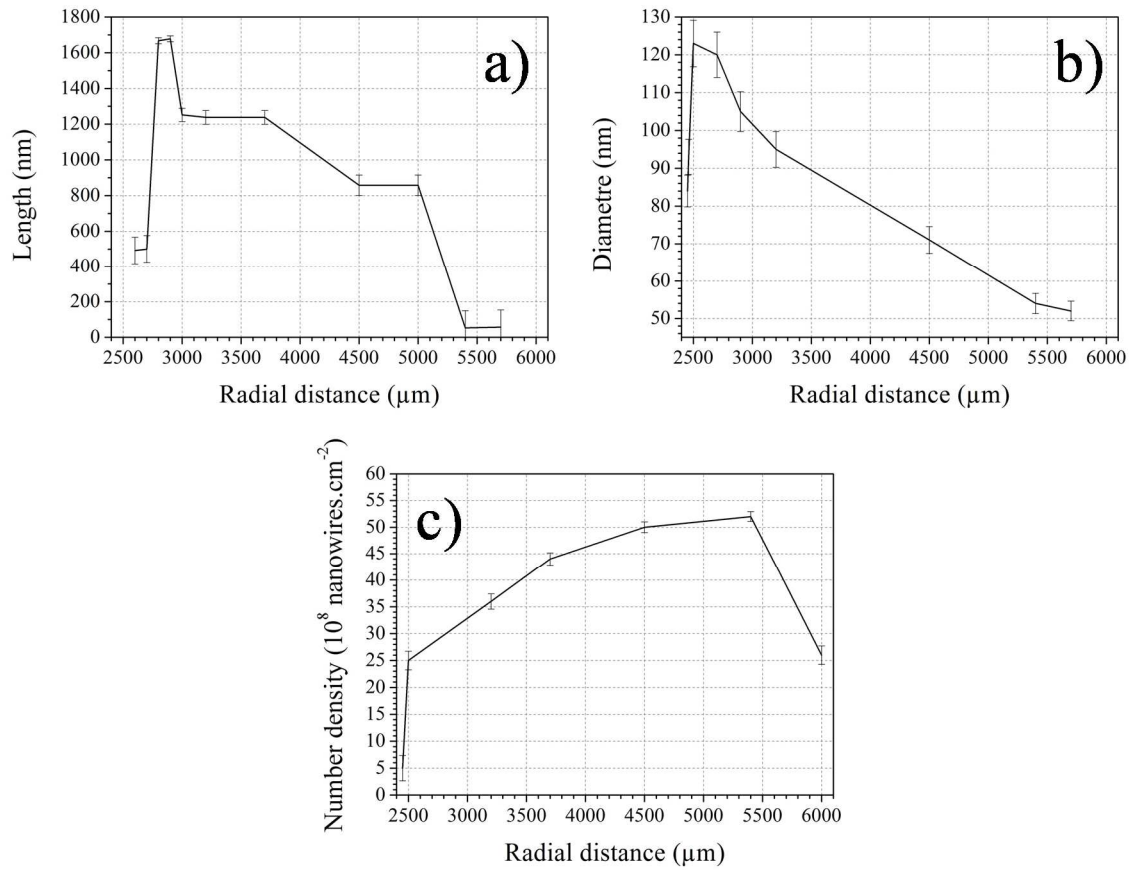 1800
1600
1400
1200
1000
800
600
400
200
0
Length (nm)
a)
2500 3000 3500 4000 4500 5000 5500 6000
Radial distance (µm)
130
120
110
100
90
80
70
60
50
Diametre (nm)
b)
2500 3000 3500 4000 4500 5000 5500 6000
Radial distance (µm)
60
55
50
45
40
35
30
25
20
15
10
5
0
Number density (10⁸ nanowires.cm⁻²)
c)
2500 3000 3500 4000 4500 5000 5500 6000
Radial distance (µm)